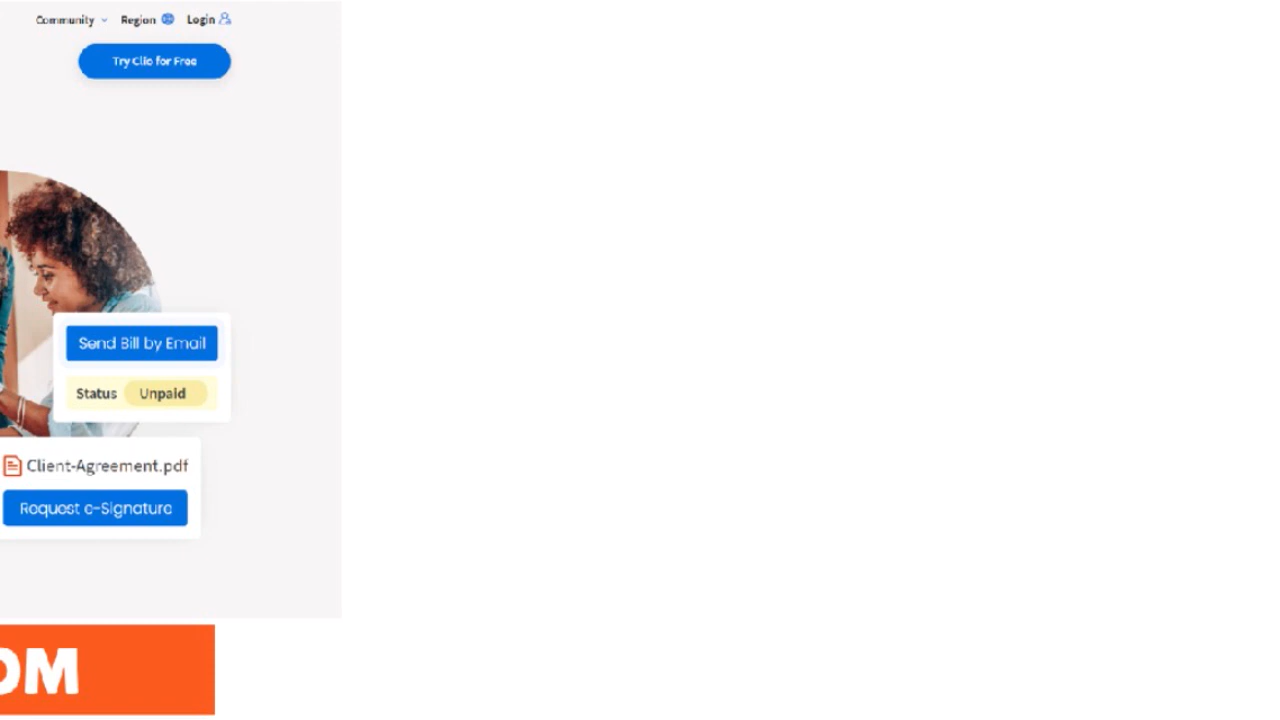 Community Region Login
Try Clio for Free
Send Bill by Email
Status Unpaid
Client-Agreement.pdf
Request e-Signature
OM